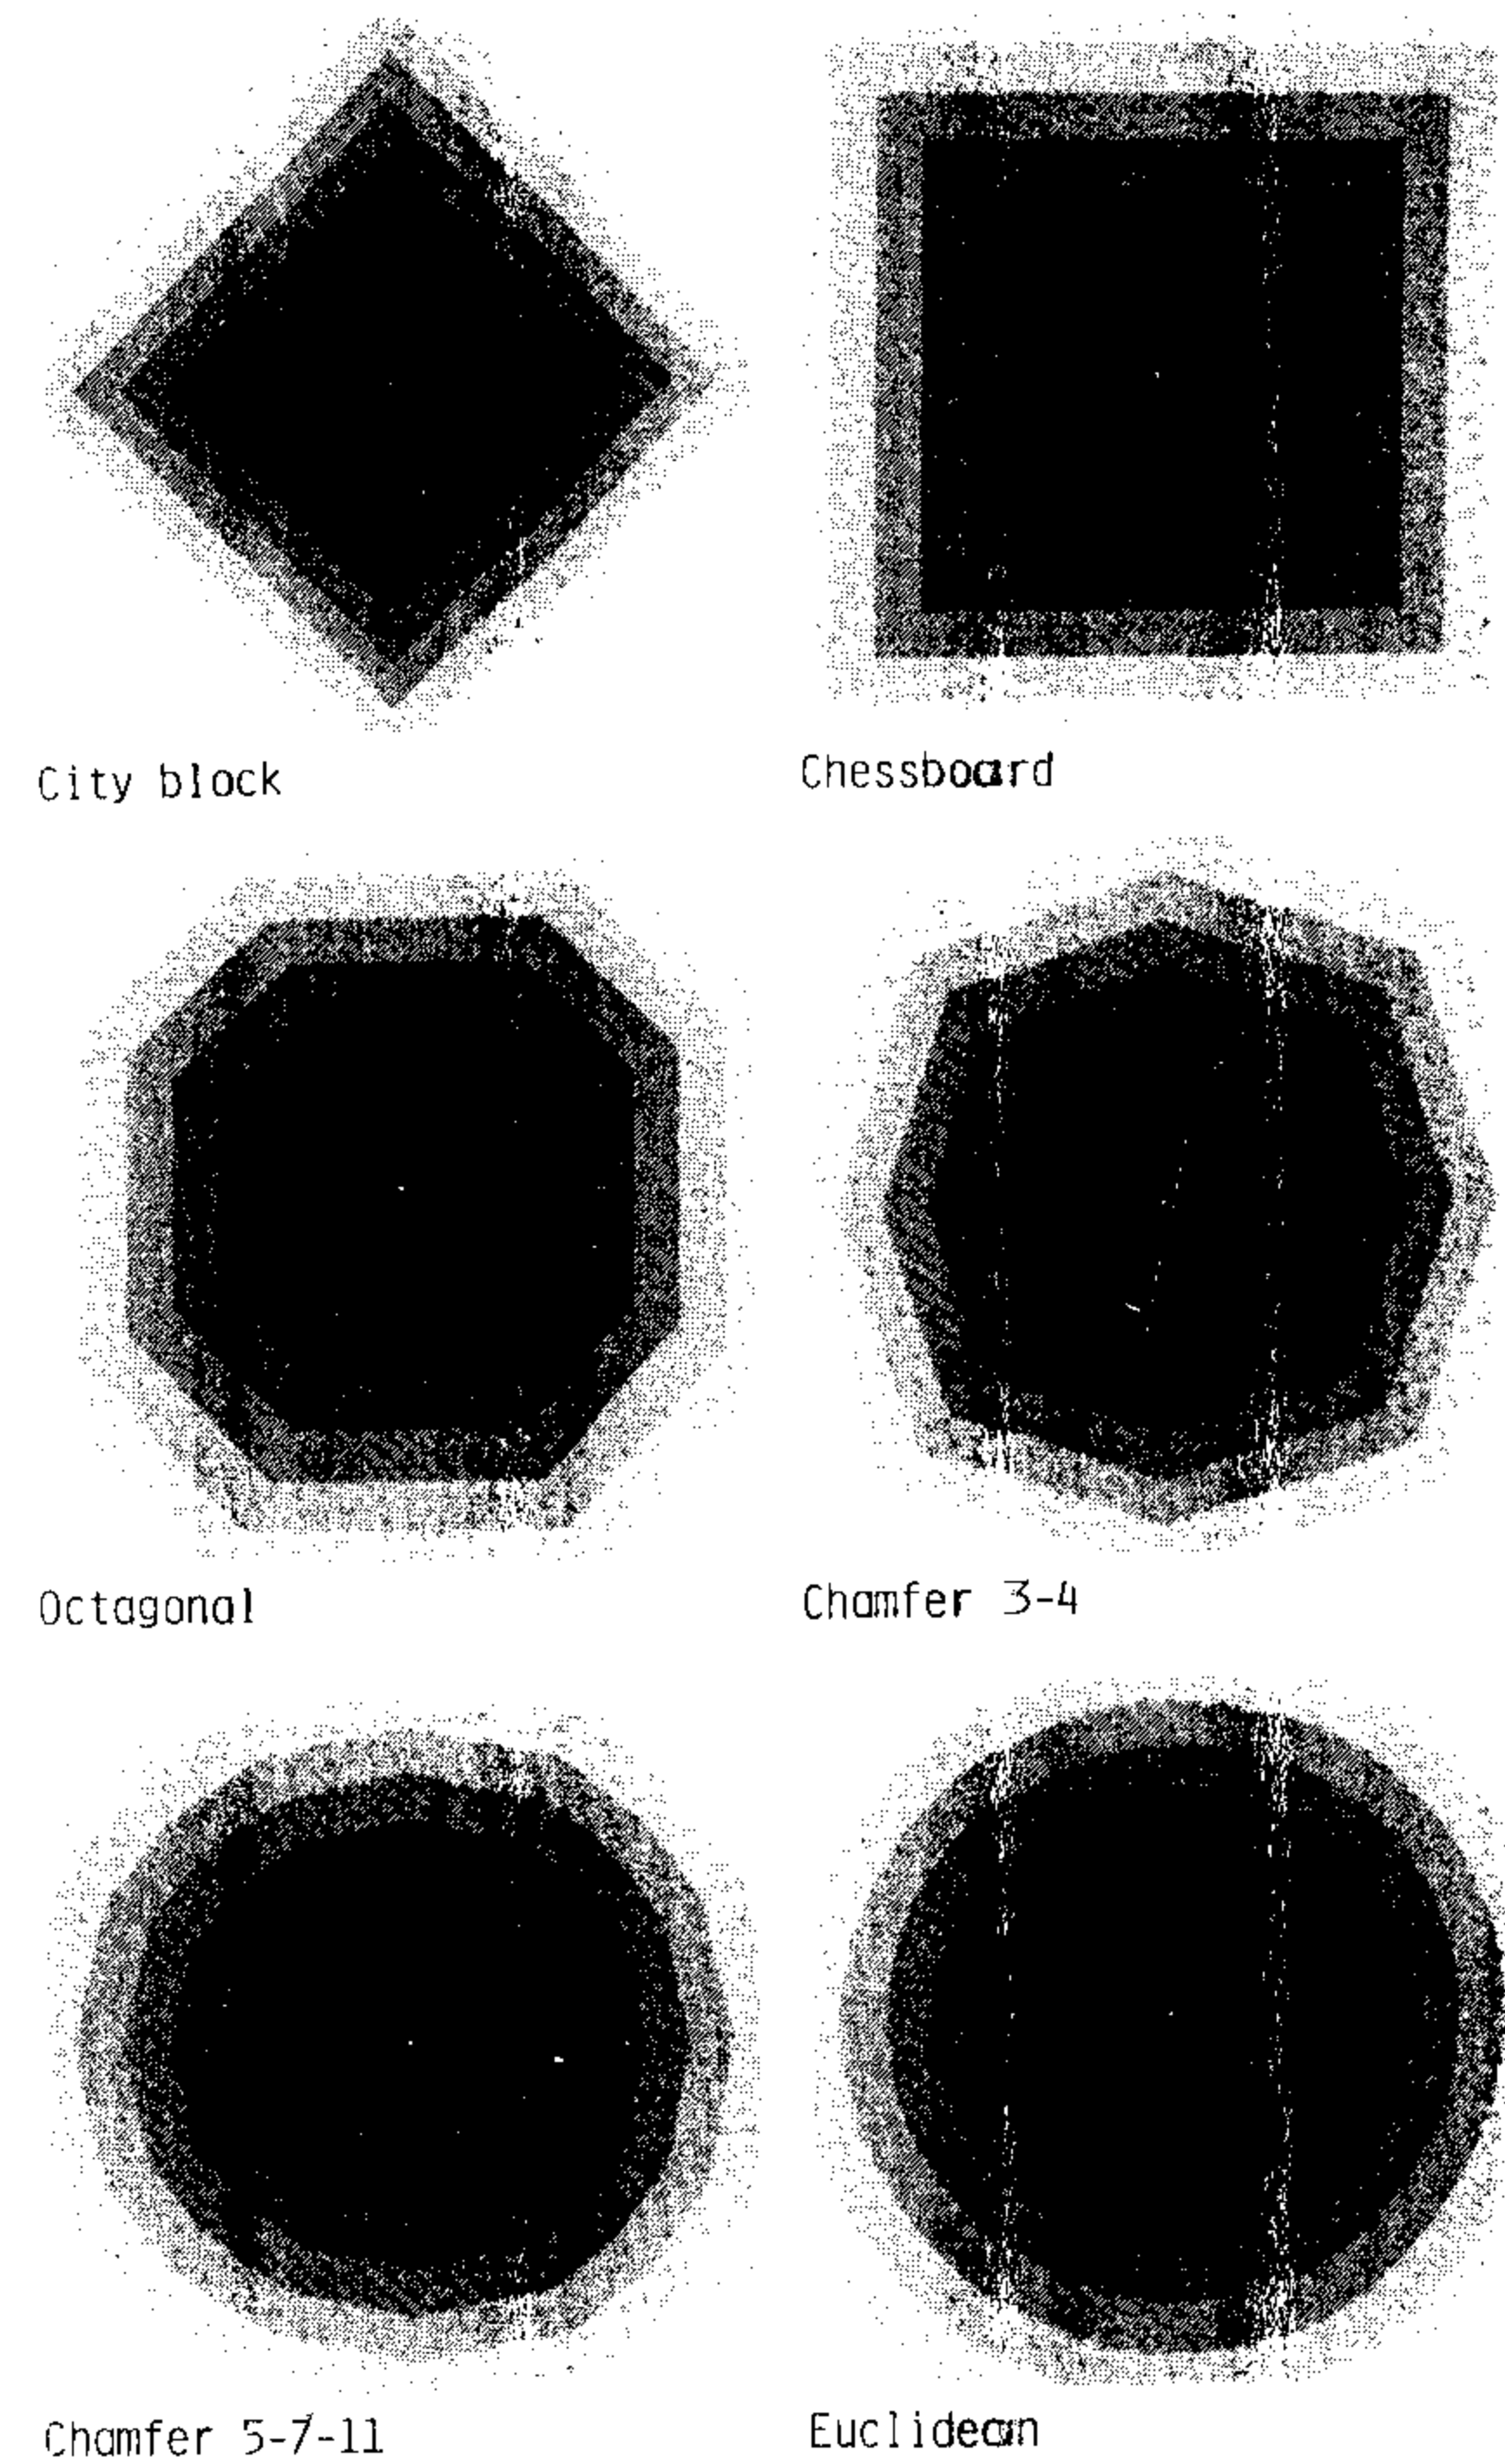 City block
Chessboard
Octagonal
Chamfer 3-4
Chamfer 5-7-11
Euclidean